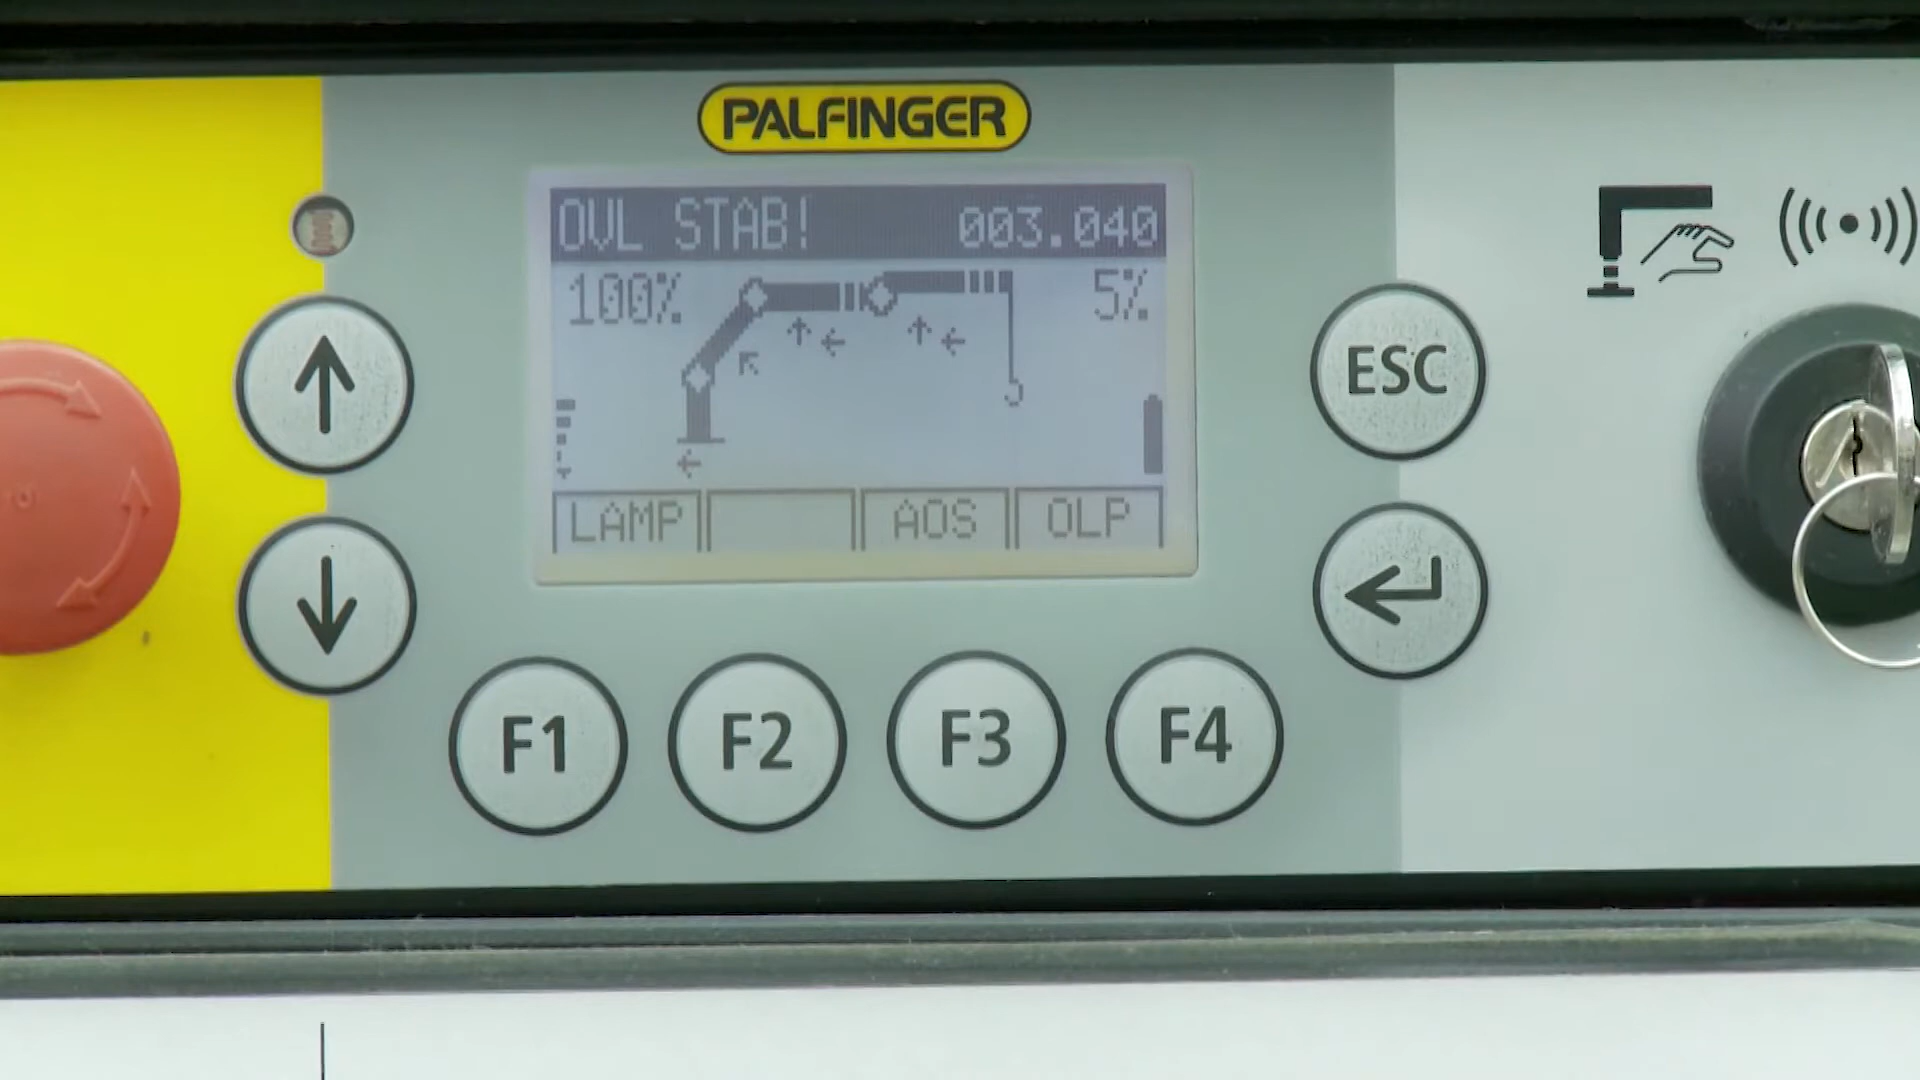 PALFINGER
OVL STAB! 003.040
100% 5%
LAMP AOS OLP
ESC
F1 F2 F3 F4